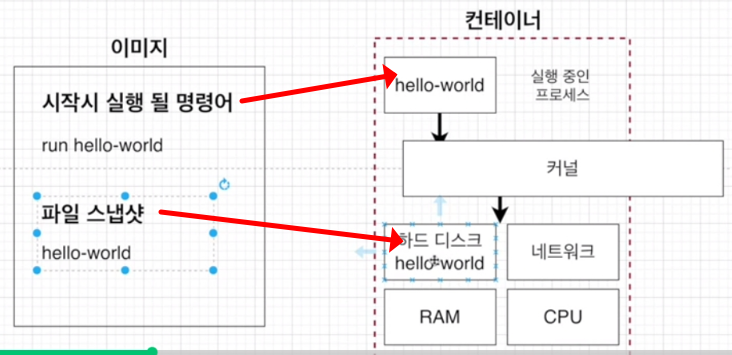 이미지
시작시 실행 될 명령어
run hello-world
파일 스냅샷
hello-world
컨테이너
hello-world
실행 중인
프로세스
커널
하드 디스크
hello-world
네트워크
RAM
CPU